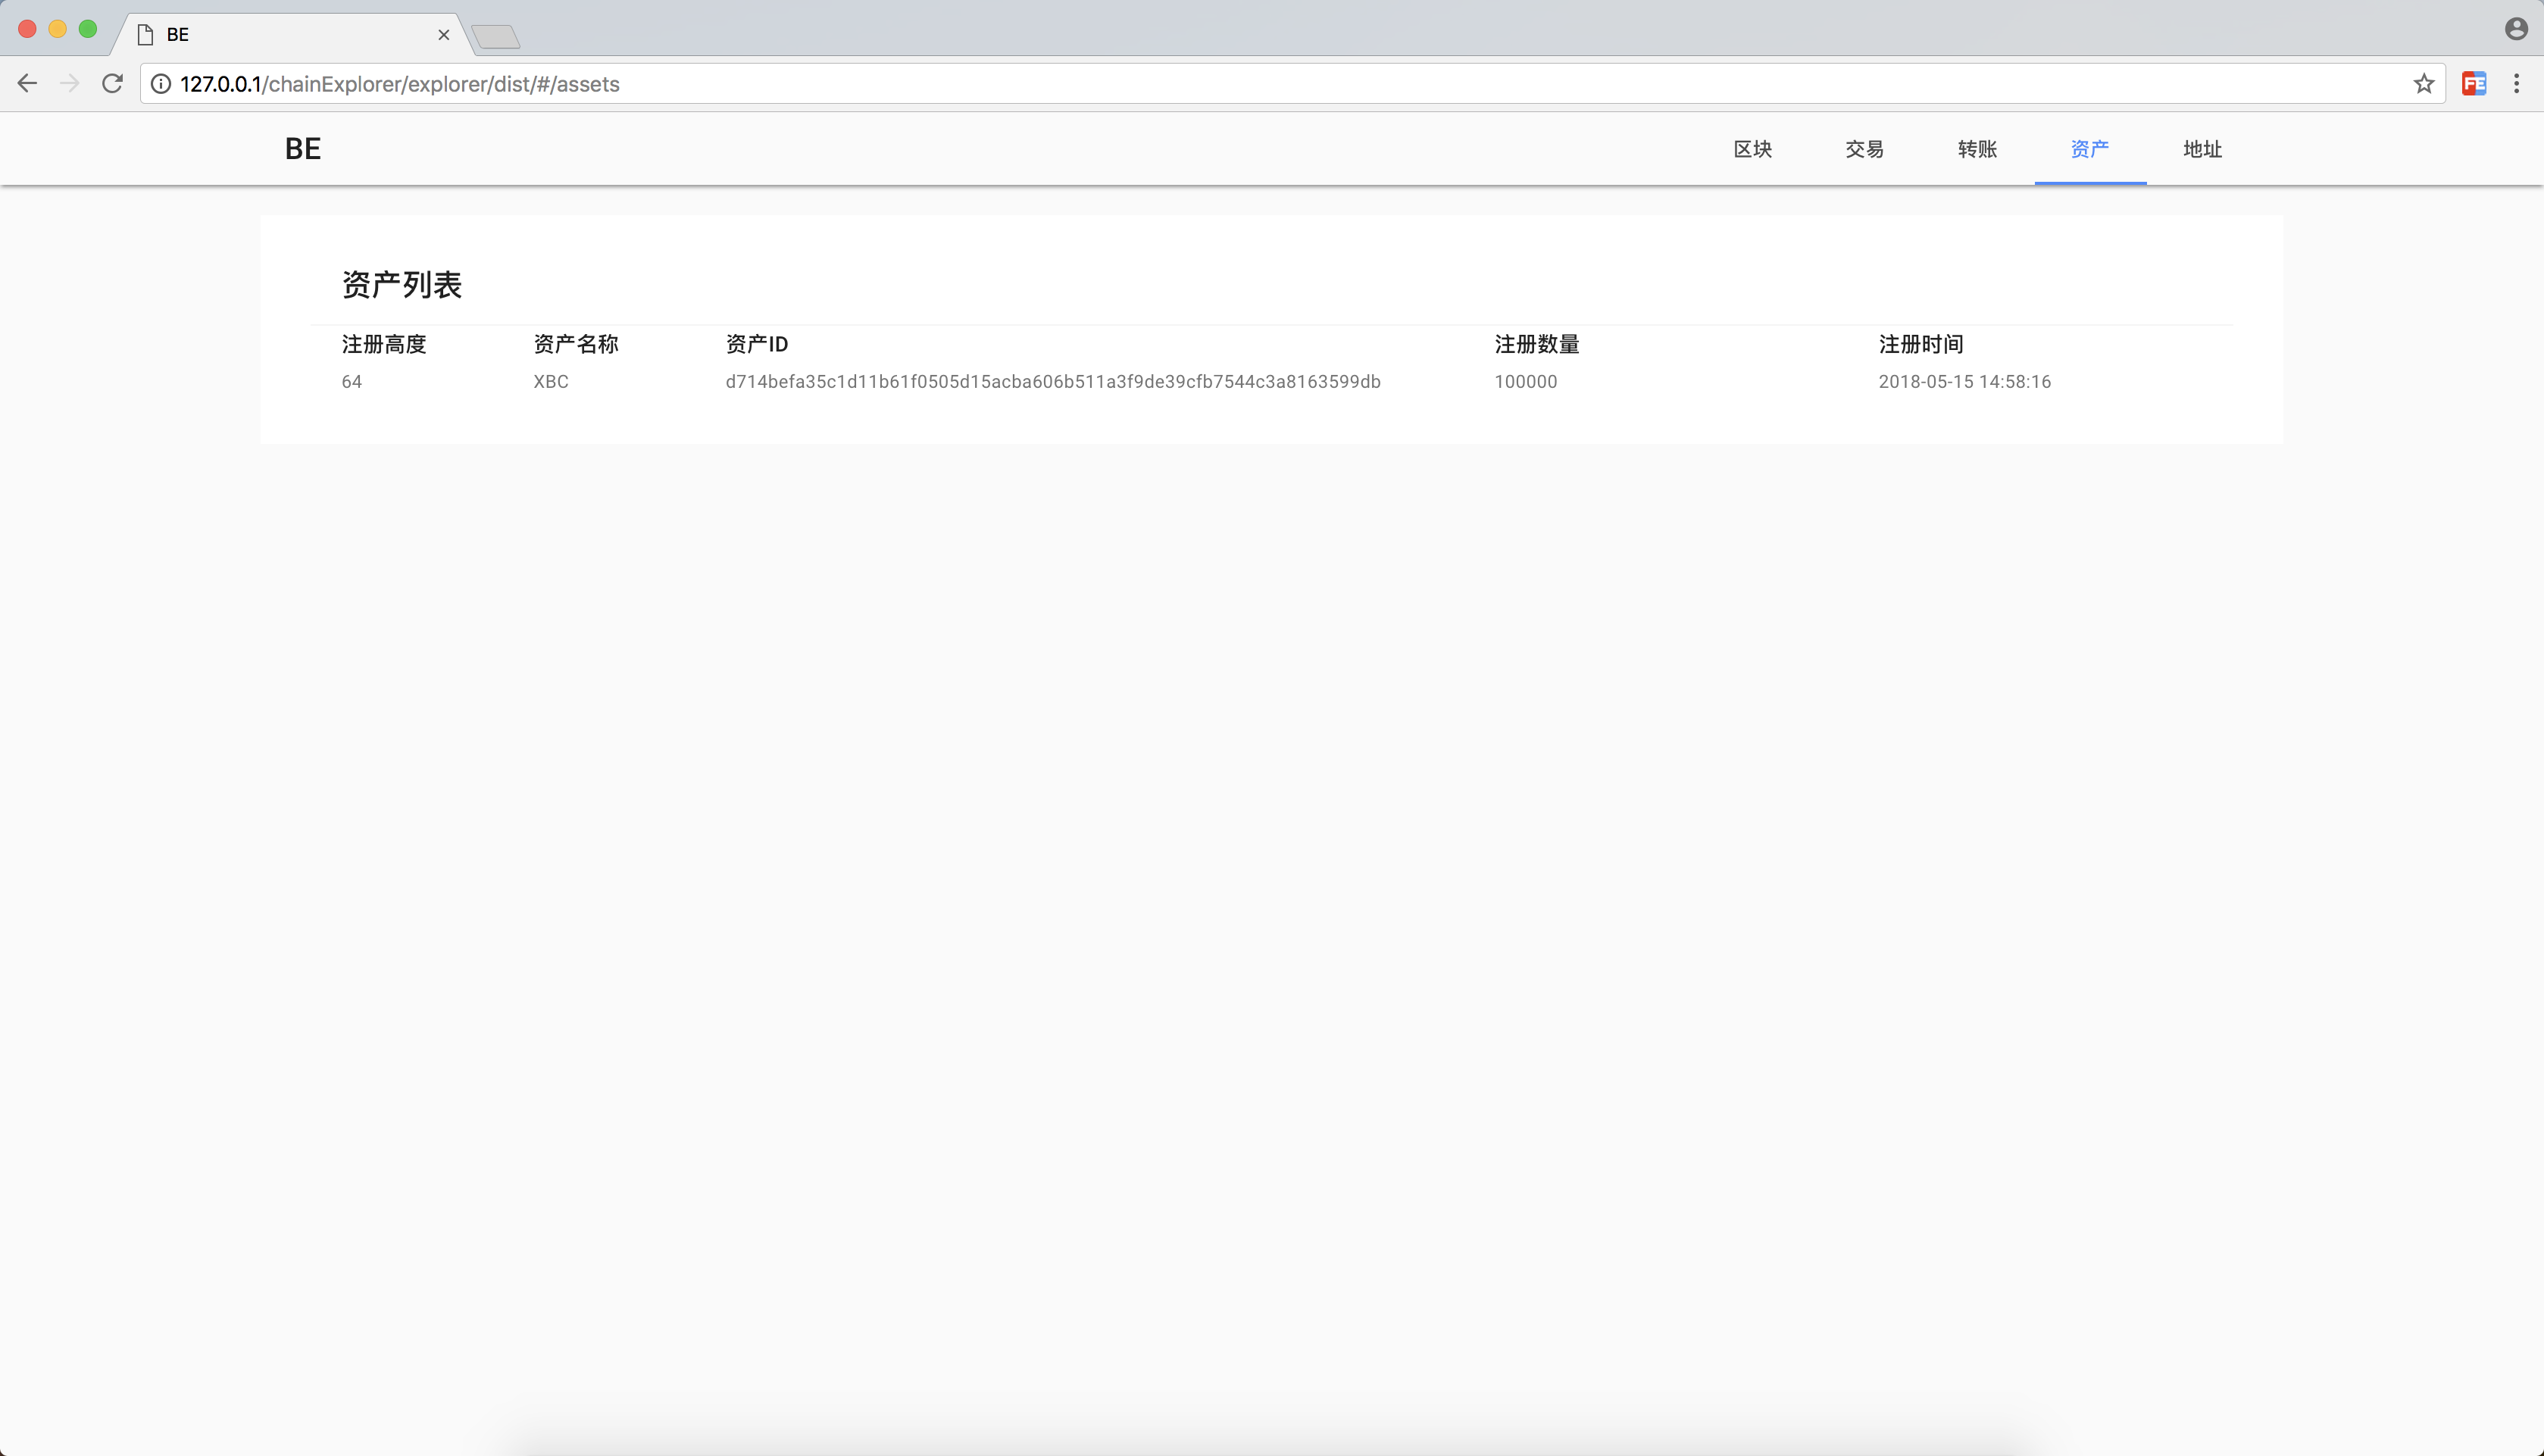 BE
127.0.0.1/chainExplorer/explorer/dist/#/assets
FE
BE 区块 交易 转账 资产 地址
资产列表
注册高度 资产名称 资产ID 注册数量 注册时间
64 XBC d714befa35c1d11b61f0505d15acba606b511a3f9de39cfb7544c3a8163599db 100000 2018-05-15 14:58:16